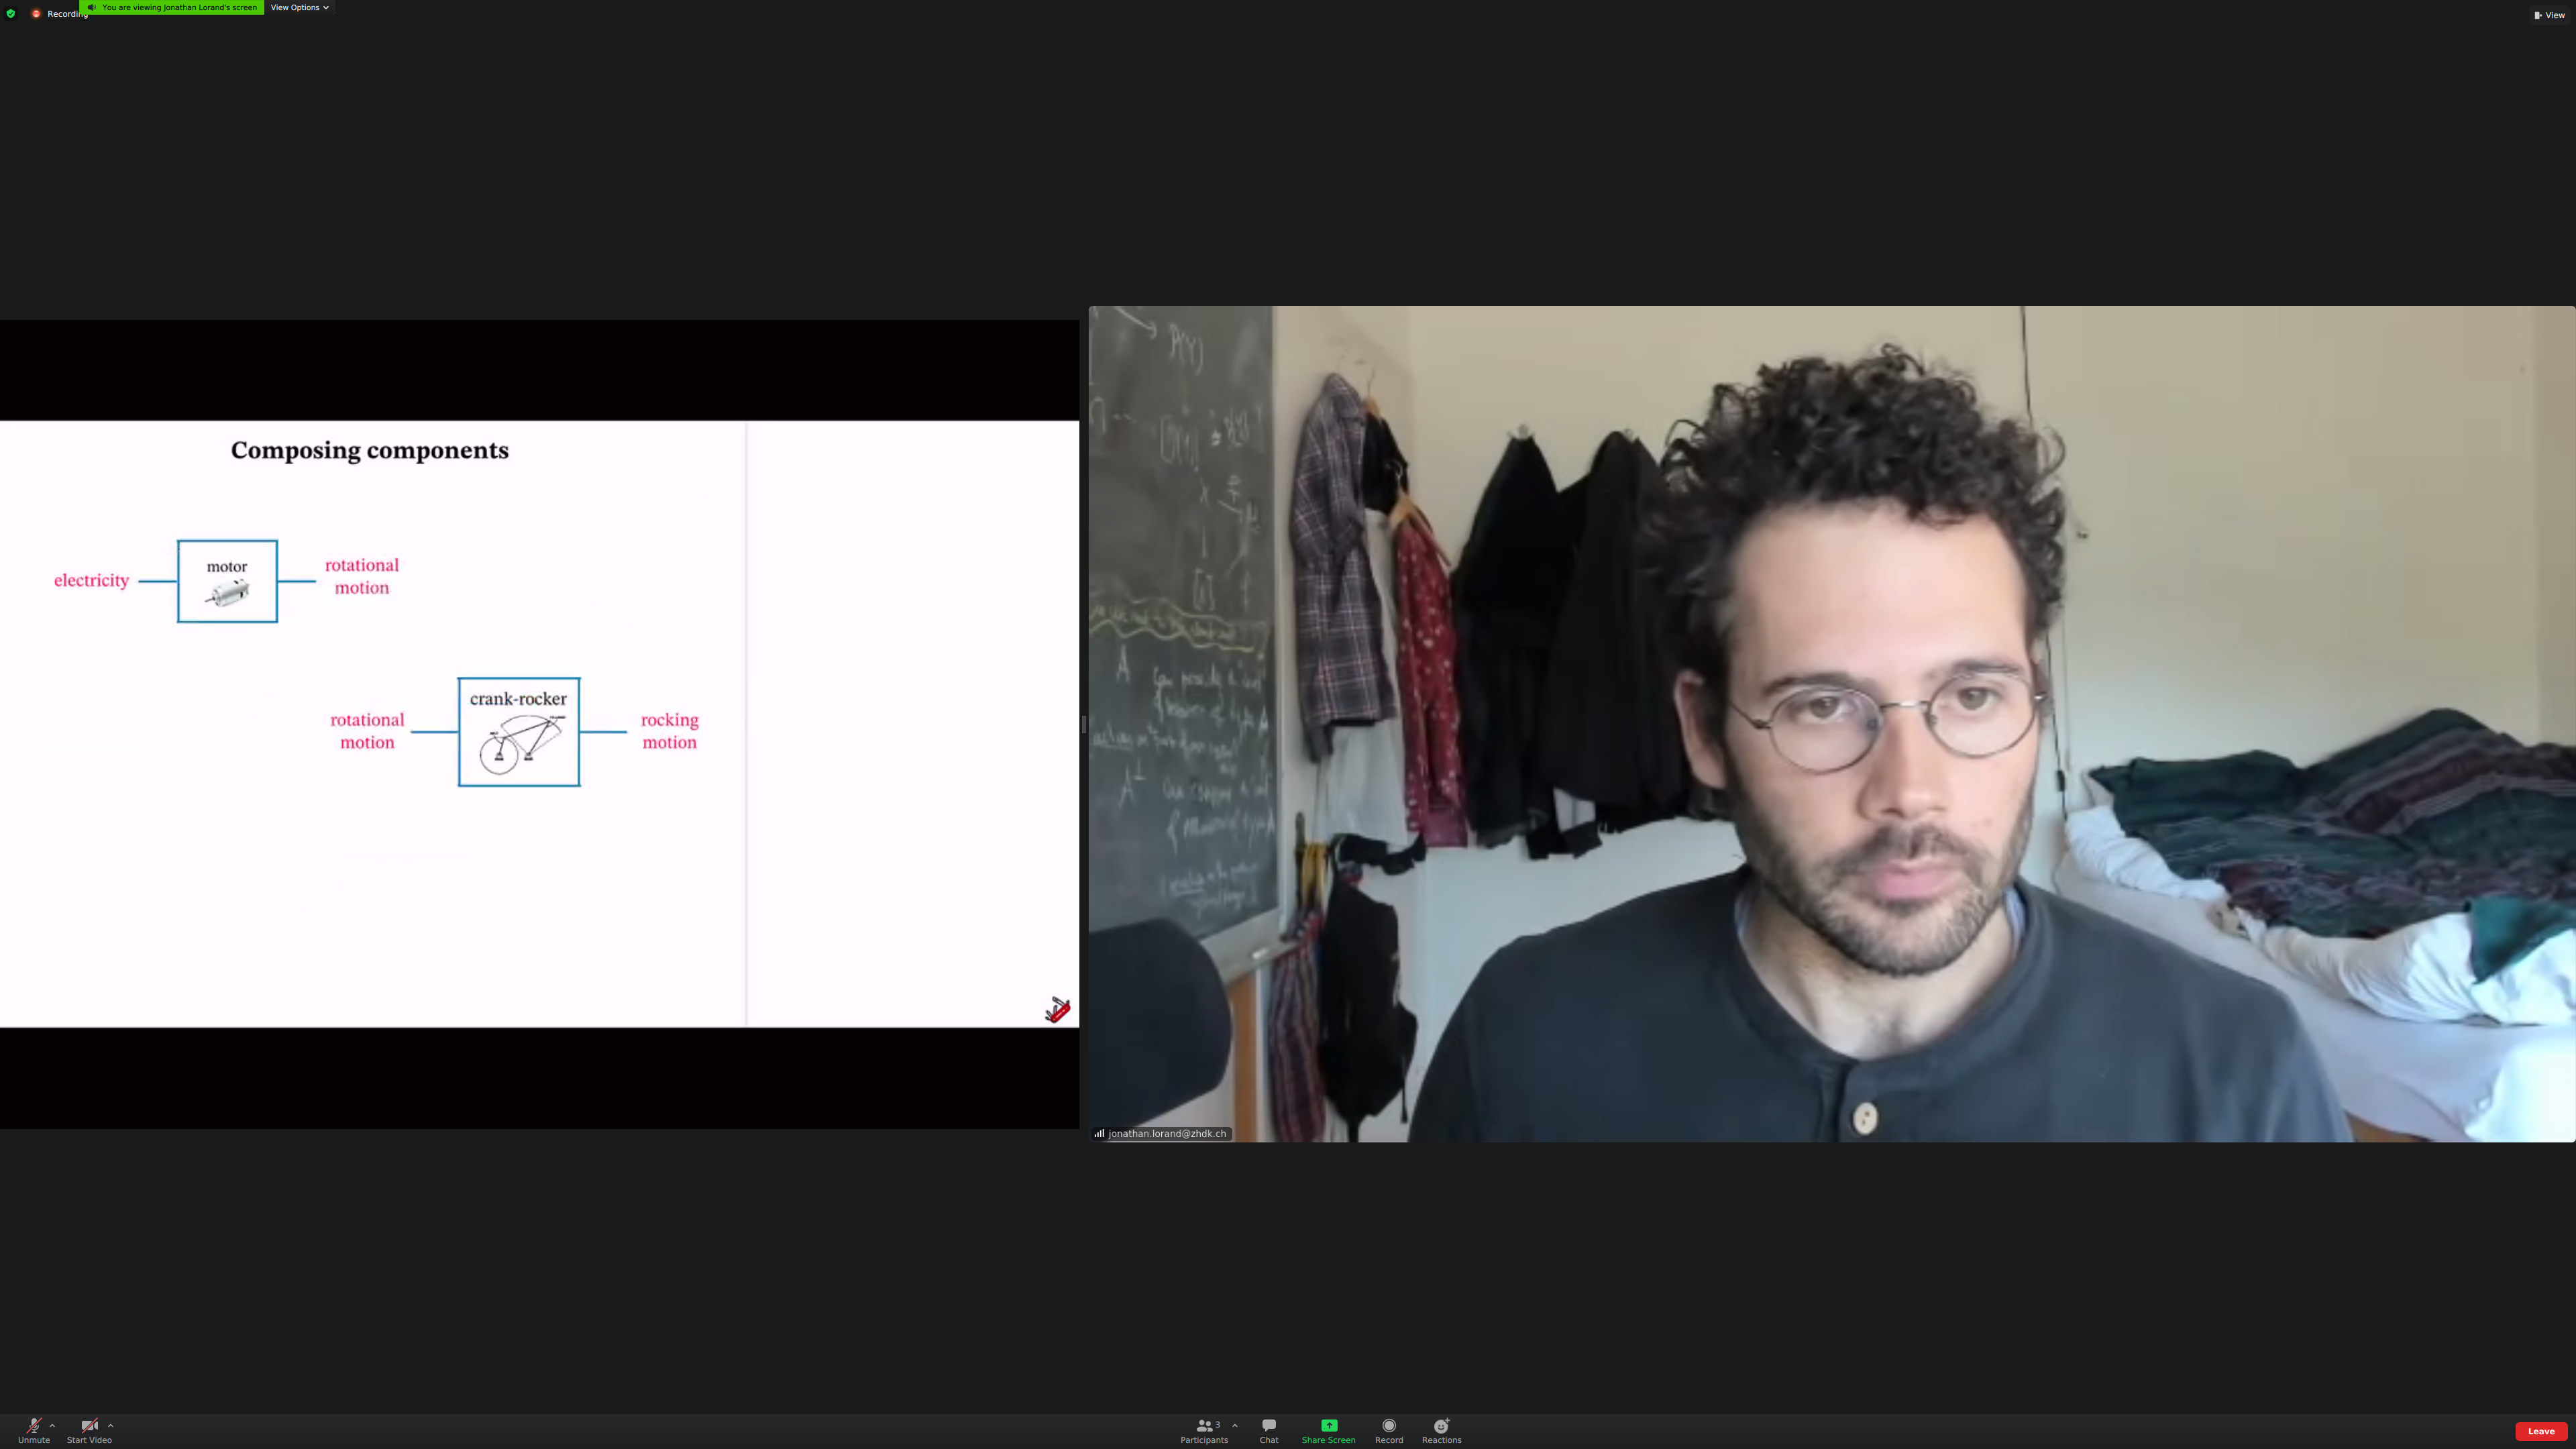 Recording
You are viewing Jonathan Lorand's screen
View Options
View
Composing components
electricity
motor
rotational
motion
rotational
motion
crank-rocker
rocking
motion
P(Y)
A
jonathan.lorand@zhdk.ch
Unmute
Start Video
3
Participants
Chat
Share Screen
Record
Reactions
Leave